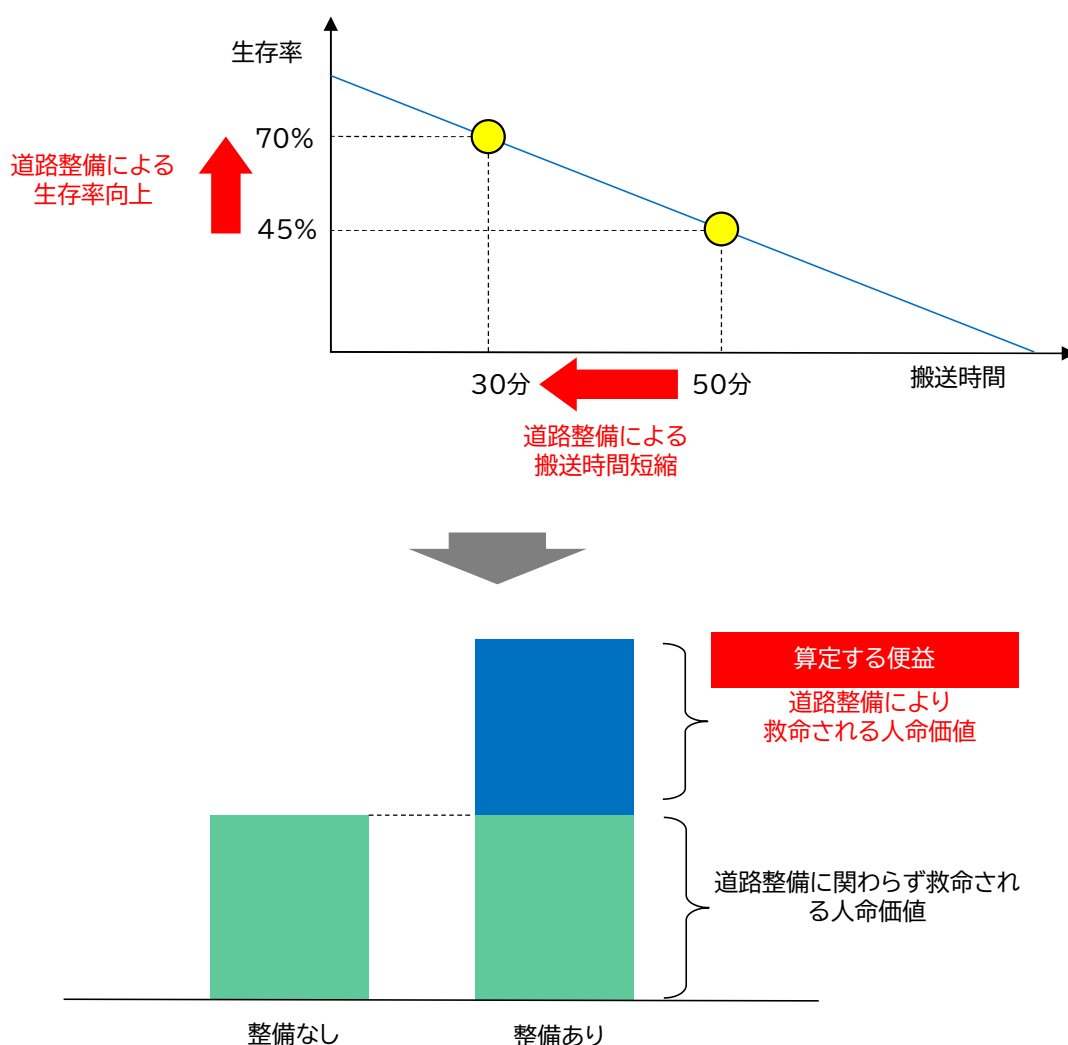 生存率
70%
道路整備による
生存率向上
45%
30分
50分
搬送時間
道路整備による
搬送時間短縮
算定する便益
道路整備により
救命される人命価値
道路整備に関わらず救命され
る人命価値
整備なし
整備あり